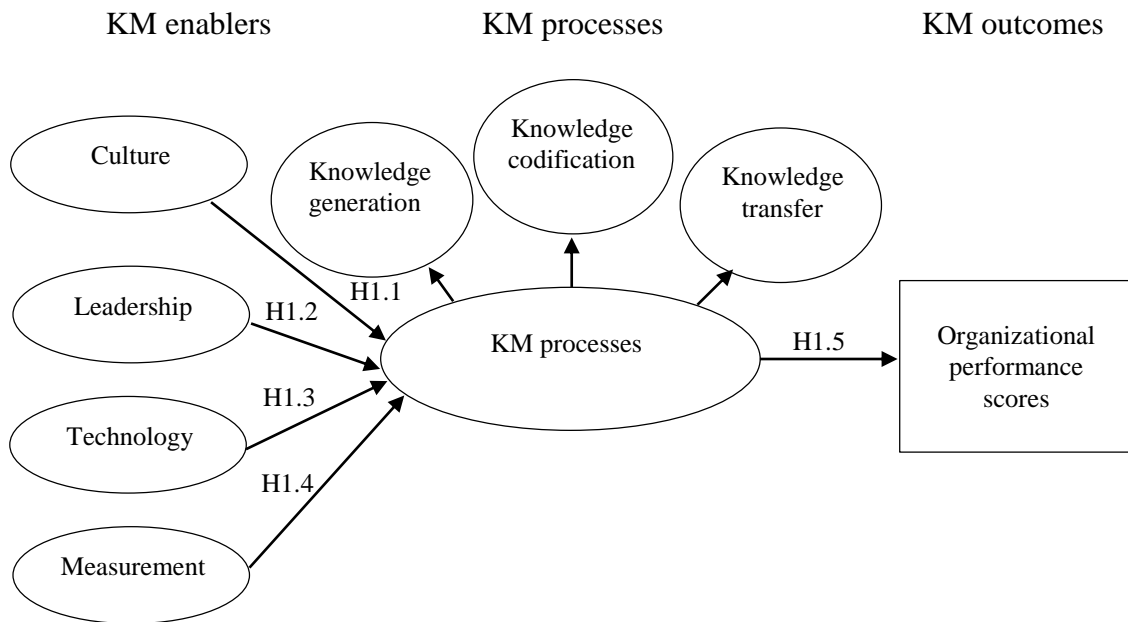 KM enablers
KM processes
KM outcomes
Culture
Knowledge
generation
Knowledge
codification
Knowledge
transfer
H1.1
Leadership
H1.2
KM processes
H1.5
Organizational
performance
scores
H1.3
Technology
H1.4
Measurement